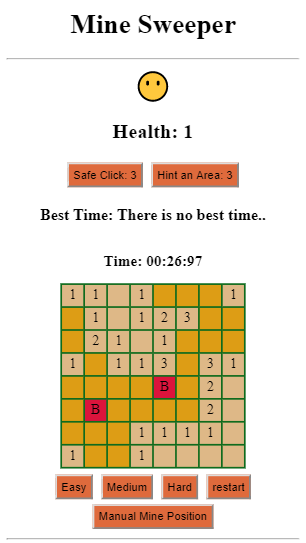 Mine Sweeper
Health: 1
Safe Click: 3 Hint an Area: 3
Best Time: There is no best time..
Time: 00:26:97
1 1 1 1
1 1 2 3
2 1 1
1 1 1 3 3 1
B 2
B 2
1 1 1 1
1 1
Easy Medium Hard restart
Manual Mine Position